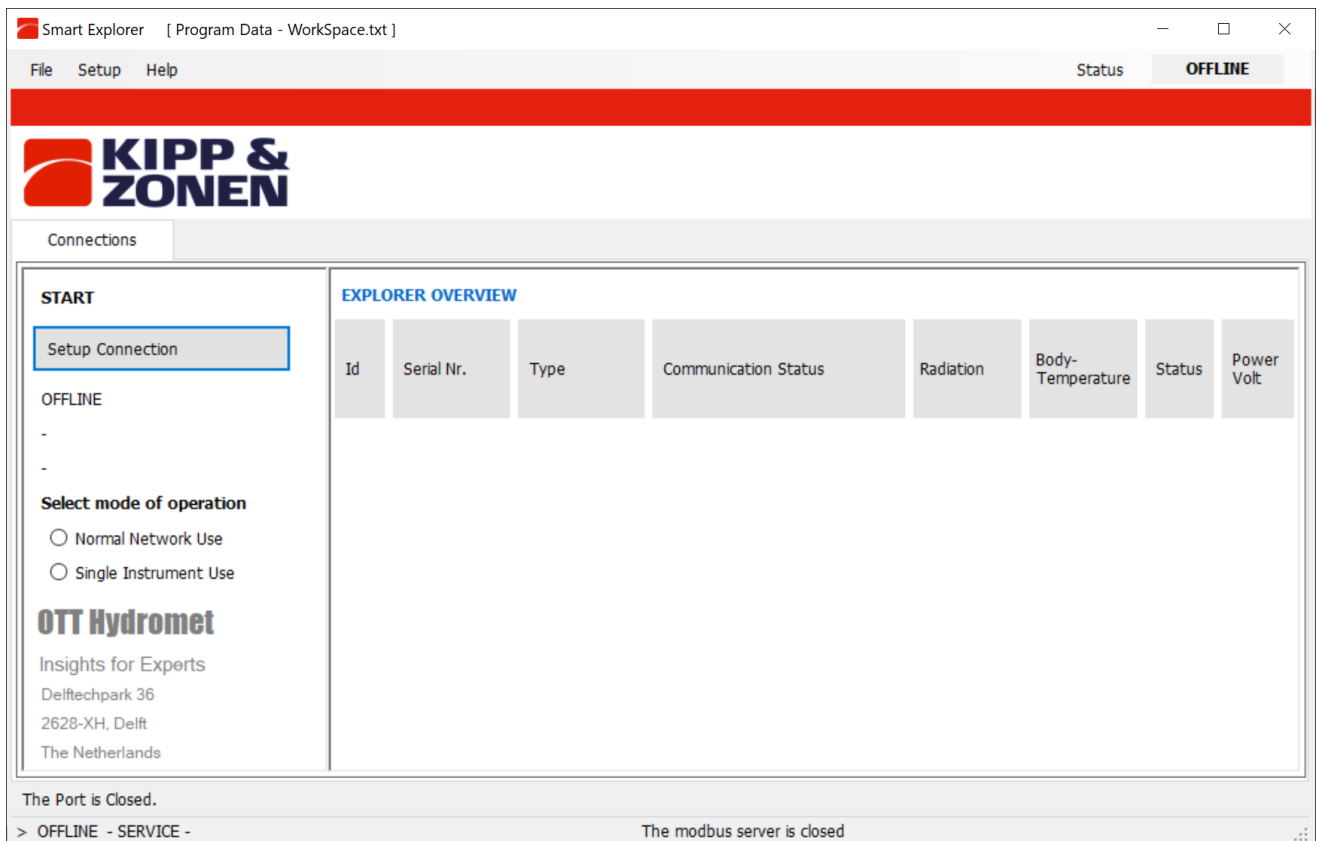 Smart Explorer [ Program Data - WorkSpace.txt ]
File Setup Help Status OFFLINE
KIPP &
ZONEN
Connections
START
Setup Connection
OFFLINE
-
-
Select mode of operation
Normal Network Use
Single Instrument Use
OTT Hydromet
Insights for Experts
Delftechpark 36
2628-XH, Delft
The Netherlands
EXPLORER OVERVIEW
Id Serial Nr. Type Communication Status Radiation Body-Temperature Status Power Volt
The Port is Closed.
> OFFLINE - SERVICE - The modbus server is closed